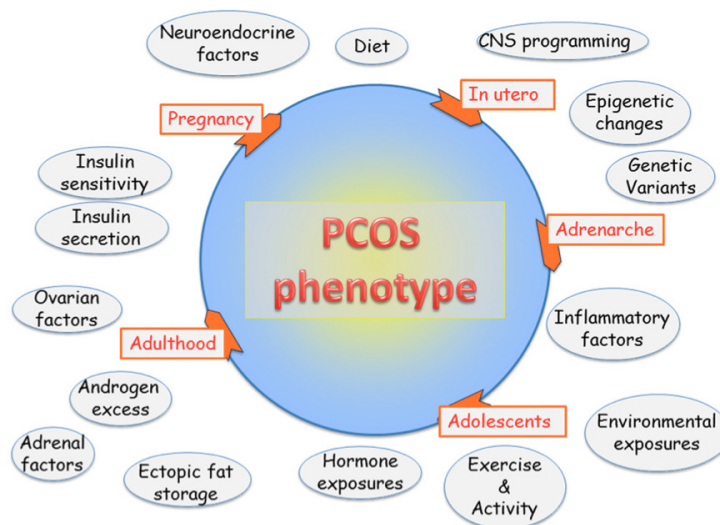 Neuroendocrine
factors
Diet
CNS programming
In utero
Pregnancy
Epigenetic
changes
Insulin
sensitivity
Genetic
Variants
Insulin
secretion
PCOS
phenotype
Adrenarche
Ovarian
factors
Inflammatory
factors
Adulthood
Androgen
excess
Adolescents
Environmental
exposures
Adrenal
factors
Ectopic fat
storage
Hormone
exposures
Exercise
&
Activity